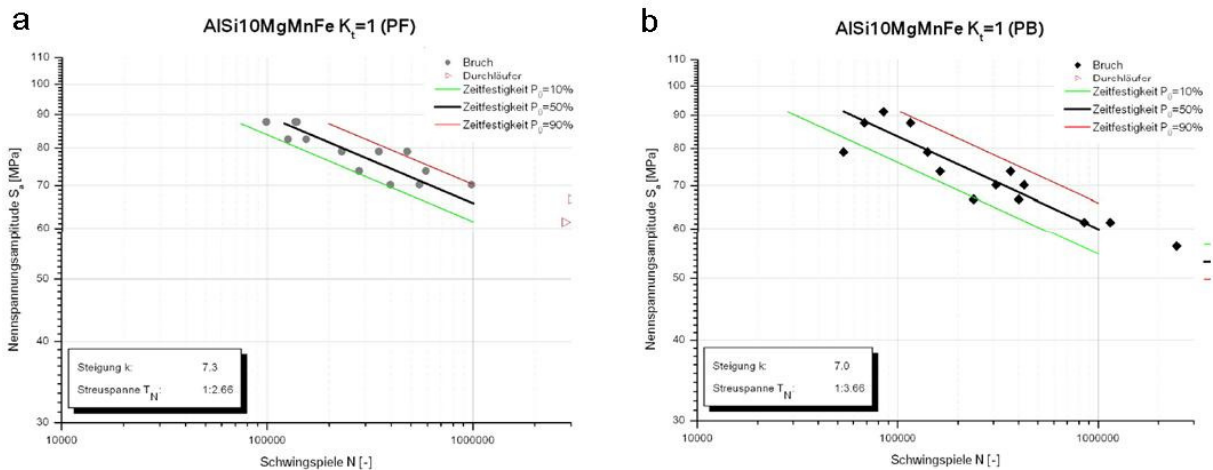 a
AlSi10MgMnFe Kt=1 (PF)
Nennspannungsamplitude Sa [MPa]
110
100
90
80
70
60
50
40
30
Bruch
Durchläufer
Zeitfestigkeit PÜ=10%
Zeitfestigkeit PÜ=50%
Zeitfestigkeit PÜ=90%
Steigung k: 7.3
Streuspanne TN: 1:2.66
10000 100000 1000000
Schwingspiele N [-]
b
AlSi10MgMnFe Kt=1 (PB)
Nennspannungsamplitude Sa [MPa]
110
100
90
80
70
60
50
40
30
Bruch
Durchläufer
Zeitfestigkeit PÜ=10%
Zeitfestigkeit PÜ=50%
Zeitfestigkeit PÜ=90%
Steigung k: 7.0
Streuspanne TN: 1:3.66
10000 100000 1000000
Schwingspiele N [-]